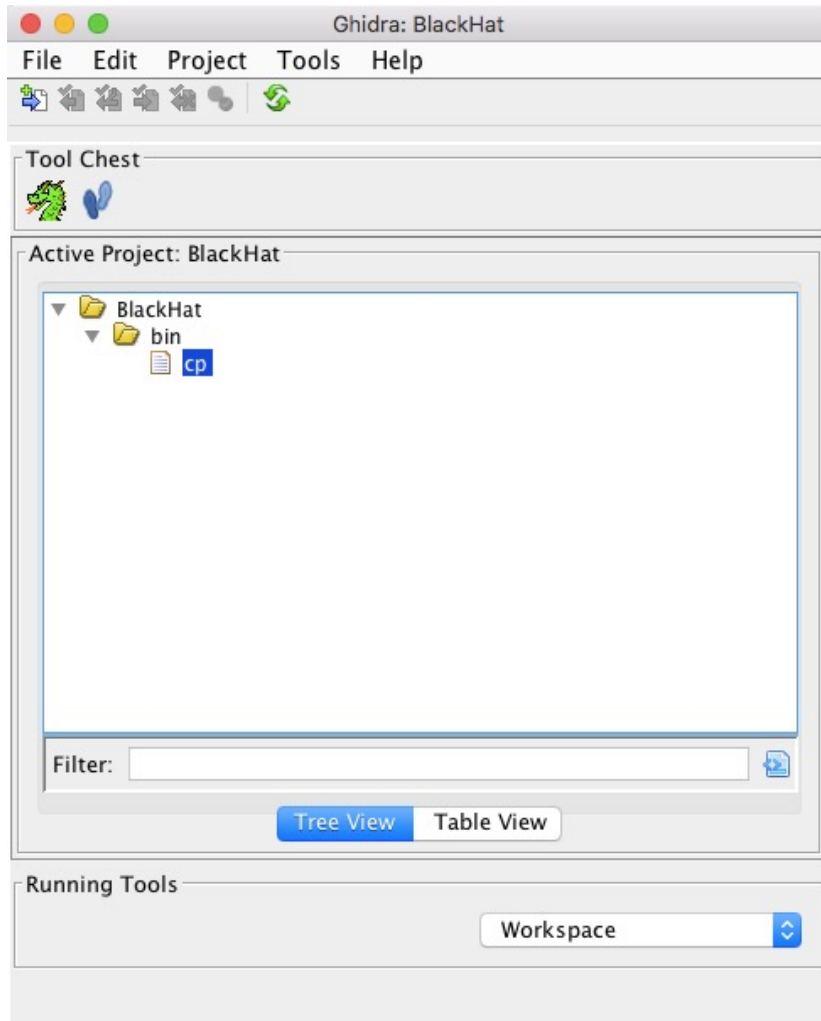 Ghidra: BlackHat
File Edit Project Tools Help
Tool Chest
Active Project: BlackHat
BlackHat
bin
cp
Filter:
Tree View Table View
Running Tools
Workspace